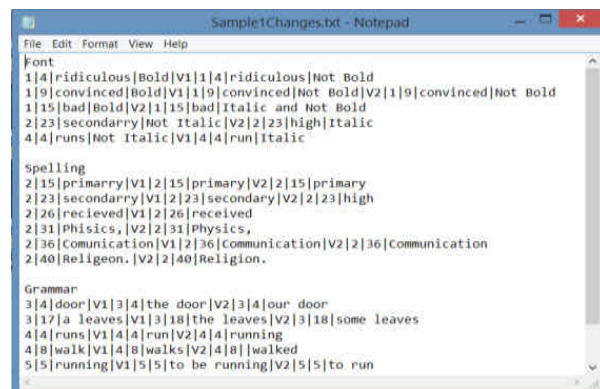 Sample1Changes.txt - Notepad
File Edit Format View Help
Font
1|4|ridiculous|Bold|V1|1|4|ridiculous|Not Bold
1|9|convinced|Bold|V1|1|9|convinced|Not Bold|V2|1|9|convinced|Not Bold
1|15|bad|Bold|V2|1|15|bad|Italic and Not Bold
2|23|secondarry|Not Italic|V2|2|23|high|Italic
4|4|runs|Not Italic|V1|4|4|run|Italic
Spelling
2|15|primarry|V1|2|15|primary|V2|2|15|primary
2|23|secondarry|V1|2|23|secondary|V2|2|23|high
2|26|recieved|V1|2|26|received
2|31|Phisics,|V2|2|31|Physics,
2|36|Comunication|V1|2|36|Communication|V2|2|36|Communication
2|40|Religeon.|V2|2|40|Religion.
Grammar
3|4|door|V1|3|4|the door|V2|3|4|our door
3|17|a leaves|V1|3|18|the leaves|V2|3|18|some leaves
4|4|runs|V1|4|4|run|V2|4|4|running
4|8|walk|V1|4|8|walks|V2|4|8||walked
5|5|running|V1|5|5|to be running|V2|5|5|to run